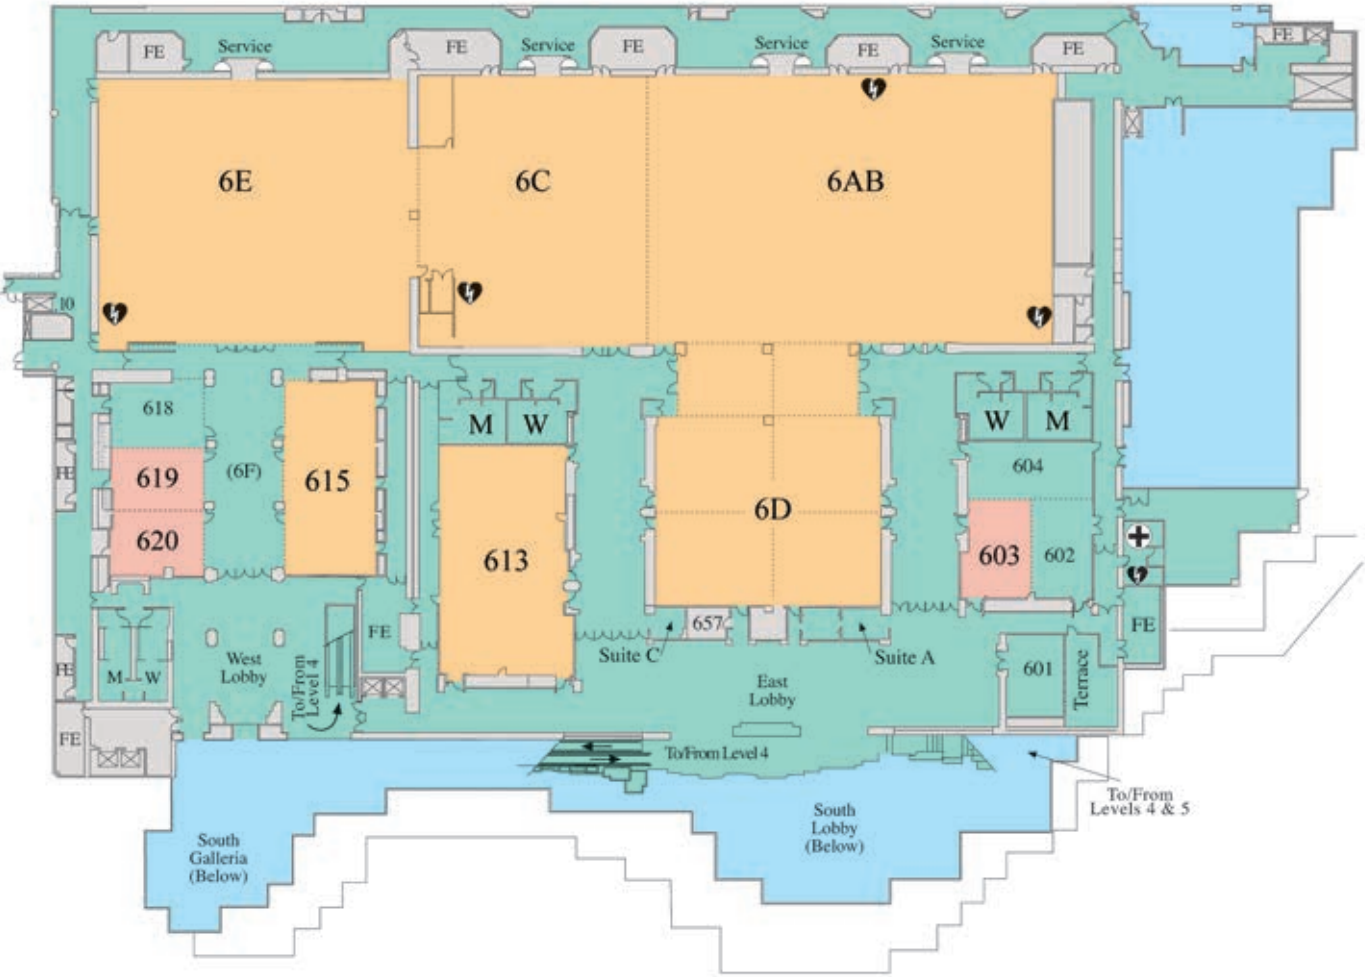 FE
Service
FE
Service
FE
Service
FE
Service
FE
FE
6E
6C
6AB
10
618
619
620
(6F)
615
M
W
613
6D
W
M
604
603
602
FE
FE
FE
FE
FE
M
W
West
Lobby
To/From
Level 4
657
Suite C
Suite A
East
Lobby
601
Terrace
To/From Level 4
To/From
Levels 4 & 5
South
Galleria
(Below)
South
Lobby
(Below)